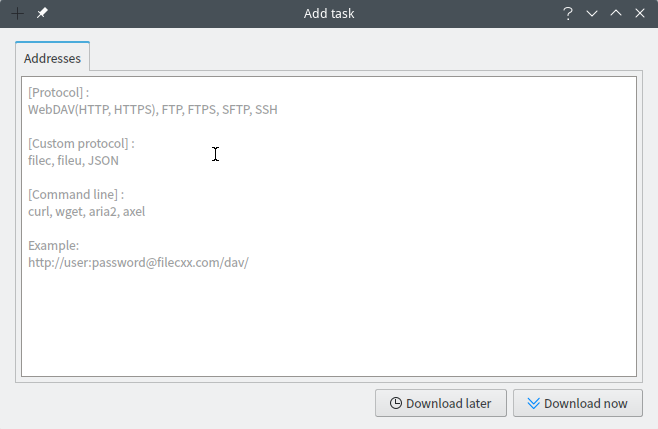 Add task
Addresses
[Protocol] :
WebDAV(HTTP, HTTPS), FTP, FTPS, SFTP, SSH
[Custom protocol] :
filec, fileu, JSON
[Command line] :
curl, wget, aria2, axel
Example:
http://user:password@filecxx.com/dav/
Download later
Download now